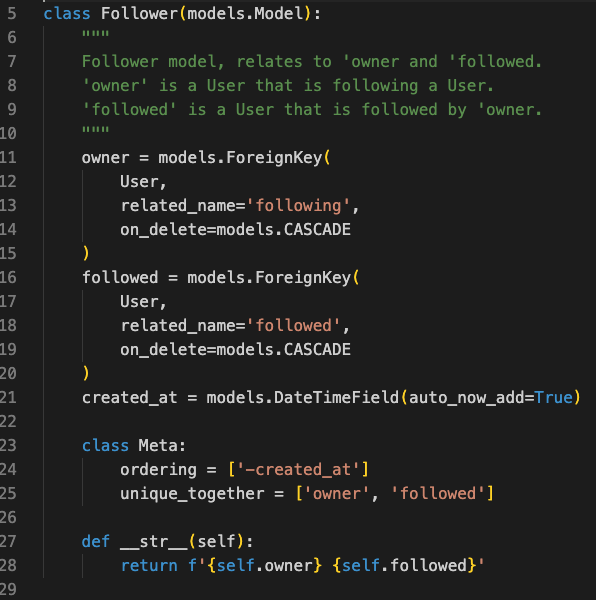 5 class Follower(models.Model):
6     """
7     Follower model, relates to 'owner and 'followed.
8     'owner' is a User that is following a User.
9     'followed' is a User that is followed by 'owner.
10     """
11     owner = models.ForeignKey(
12         User,
13         related_name='following',
14         on_delete=models.CASCADE
15     )
16     followed = models.ForeignKey(
17         User,
18         related_name='followed',
19         on_delete=models.CASCADE
20     )
21     created_at = models.DateTimeField(auto_now_add=True)
22
23     class Meta:
24         ordering = ['-created_at']
25         unique_together = ['owner', 'followed']
26
27     def __str__(self):
28         return f'{self.owner} {self.followed}'
29